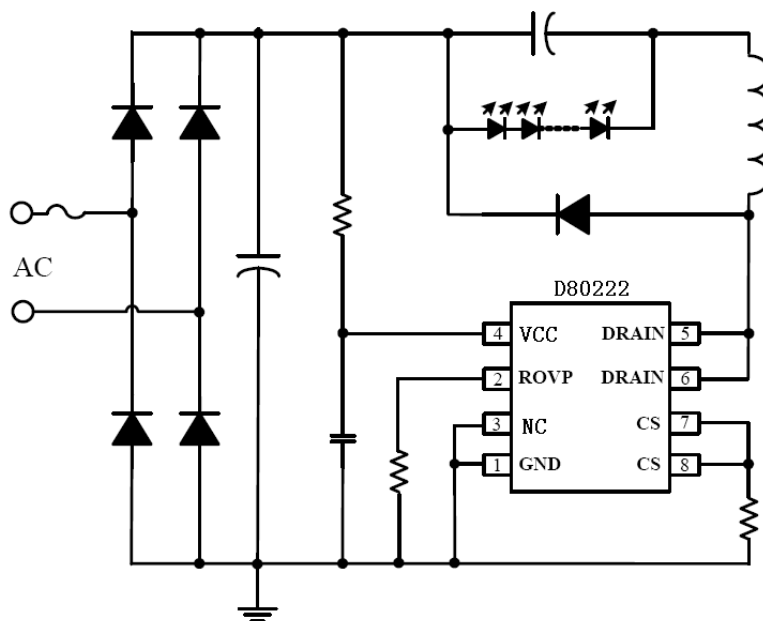 AC
D80222
4 VCC DRAIN 5
2 ROVP DRAIN 6
3 NC CS 7
1 GND CS 8